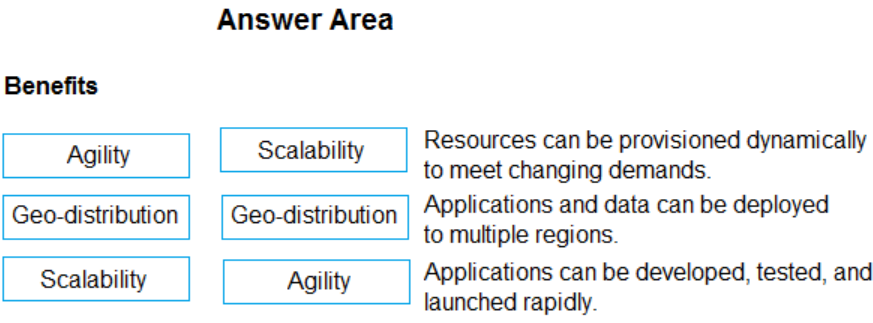 Answer Area
Benefits
Agility
Scalability
Resources can be provisioned dynamically
to meet changing demands.
Geo-distribution
Geo-distribution
Applications and data can be deployed
to multiple regions.
Scalability
Agility
Applications can be developed, tested, and
launched rapidly.